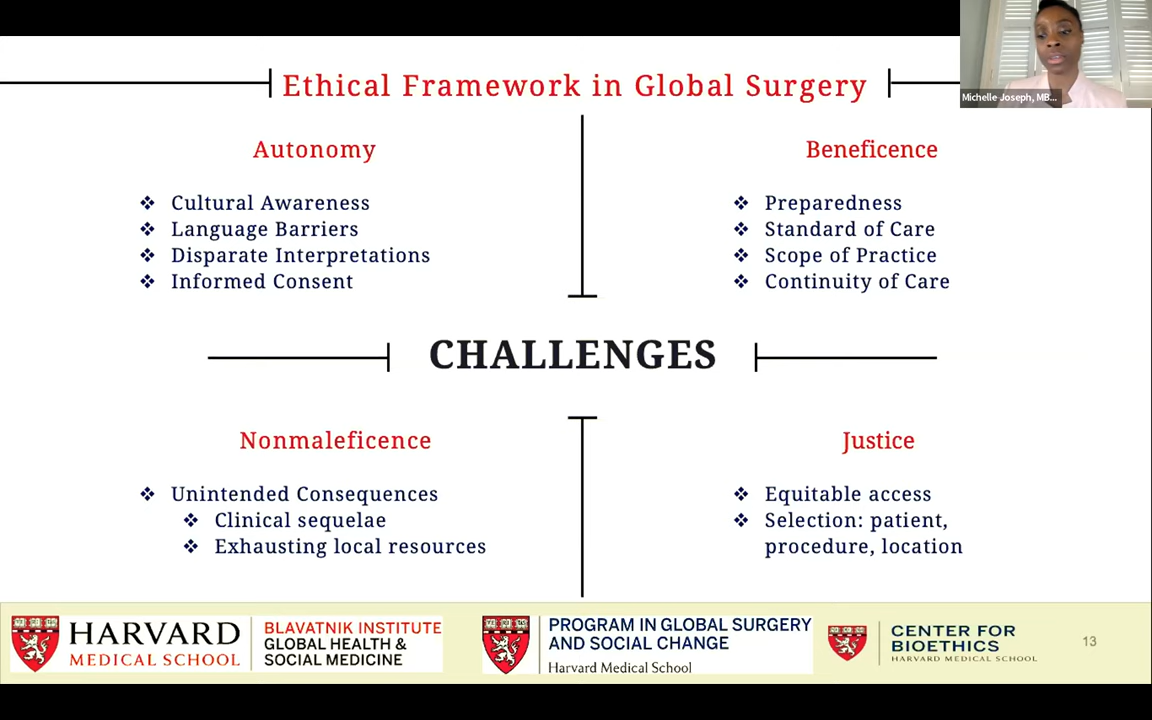 Ethical Framework in Global Surgery
Michelle Joseph, MB...
Autonomy
❖ Cultural Awareness
❖ Language Barriers
❖ Disparate Interpretations
❖ Informed Consent
Beneficence
❖ Preparedness
❖ Standard of Care
❖ Scope of Practice
❖ Continuity of Care
CHALLENGES
Nonmaleficence
❖ Unintended Consequences
❖ Clinical sequelae
❖ Exhausting local resources
Justice
❖ Equitable access
❖ Selection: patient,
procedure, location
HARVARD
MEDICAL SCHOOL
BLAVATNIK INSTITUTE
GLOBAL HEALTH &
SOCIAL MEDICINE
PROGRAM IN GLOBAL SURGERY
AND SOCIAL CHANGE
Harvard Medical School
CENTER FOR
BIOETHICS
HARVARD MEDICAL SCHOOL
13